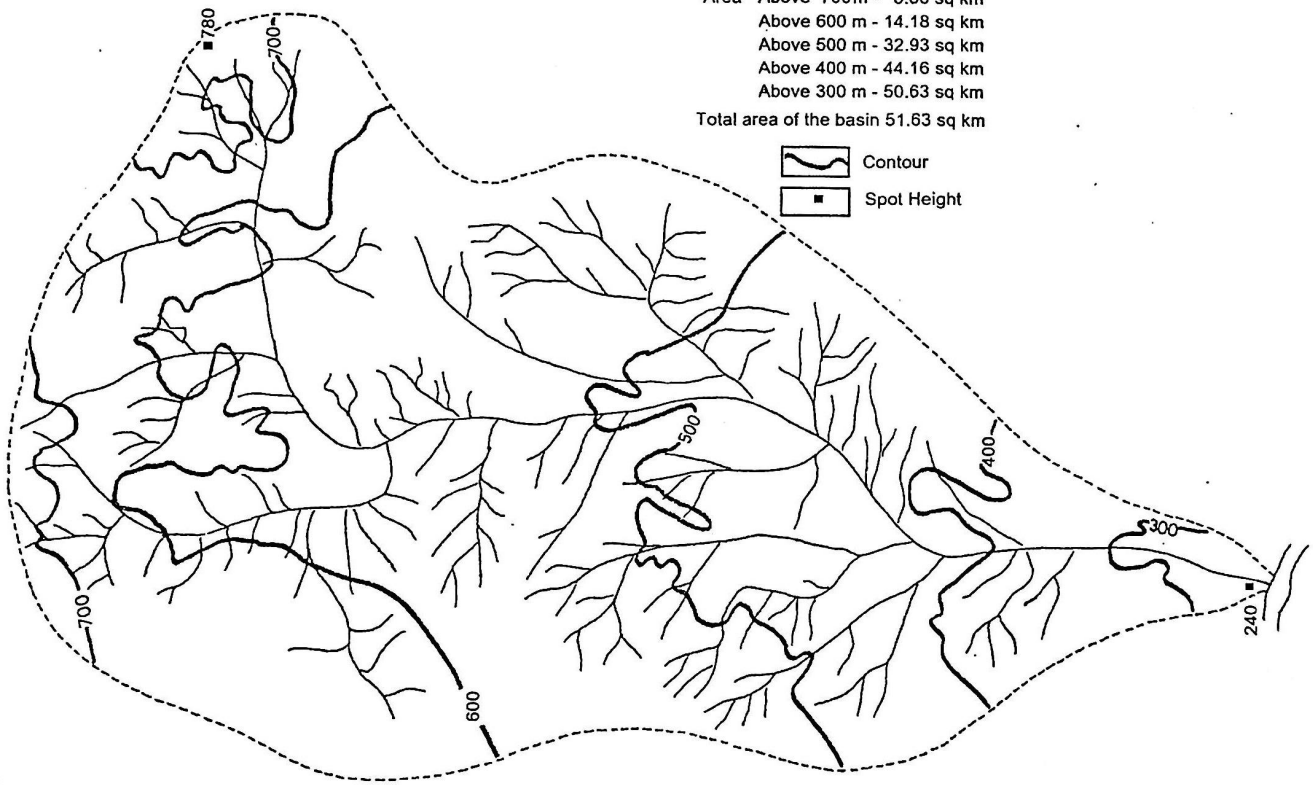 Above 600 m - 14.18 sq km
Above 500 m - 32.93 sq km
Above 400 m - 44.16 sq km
Above 300 m - 50.63 sq km
Total area of the basin 51.63 sq km
Contour
Spot Height
780
700
500
400
300
700
600
240